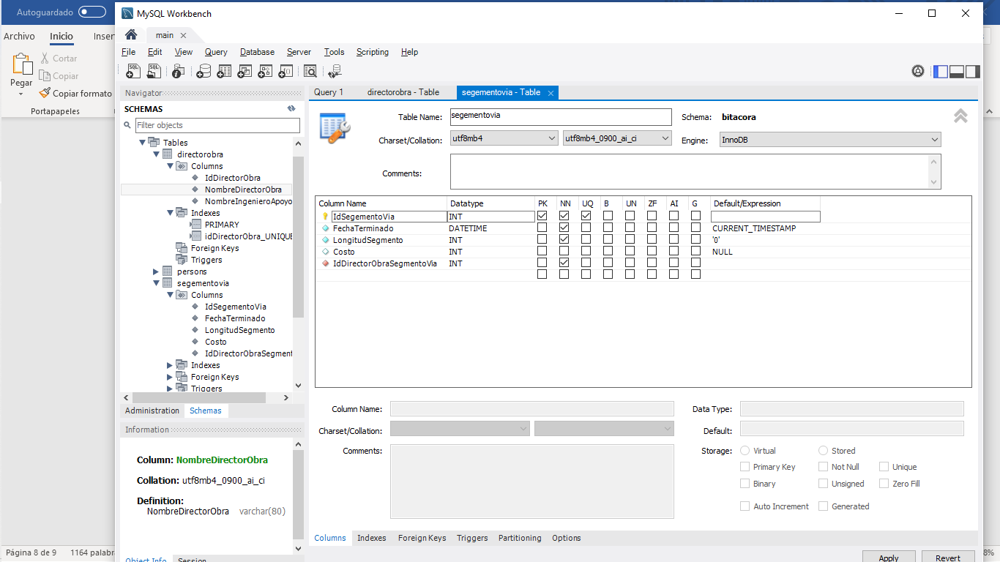 Autoguardado
MySQL Workbench
Archivo Inicio Inser
main
File Edit View Query Database Server Tools Scripting Help
Cortar
Copiar
Pegar
Copiar formato
Portapapeles
Navigator
SCHEMAS
Filter objects
Tables
directorobra
Columns
IdDirectorObra
NombreDirectorObra
NombreIngenieroApoyo
Indexes
PRIMARY
idDirectorObra_UNIQUE
Foreign Keys
Triggers
persons
segementovia
Columns
IdSegementoVia
FechaTerminado
LongitudSegmento
Costo
IdDirectorObraSegment
Indexes
Foreign Keys
Triggers
Administration Schemas
Information
Column: NombreDirectorObra
Collation: utf8mb4_0900_ai_ci
Definition:
NombreDirectorObra varchar(80)
Object Info Session
Query 1 directorobra - Table segementovia - Table
Table Name: segementovia Schema: bitacora
Charset/Collation: utf8mb4 utf8mb4_0900_ai_ci Engine: InnoDB
Comments:
Column Name Datatype PK NN UQ B UN ZF AI G Default/Expression
IdSegementoVia INT
FechaTerminado DATETIME CURRENT_TIMESTAMP
LongitudSegmento INT '0'
Costo INT NULL
IdDirectorObraSegmentoVia INT
Column Name: Data Type:
Charset/Collation: Default:
Comments: Storage: Virtual Stored
Primary Key Not Null Unique
Binary Unsigned Zero Fill
Auto Increment Generated
Columns Indexes Foreign Keys Triggers Partitioning Options
Apply Revert
Página 8 de 9 1164 palabr
8%